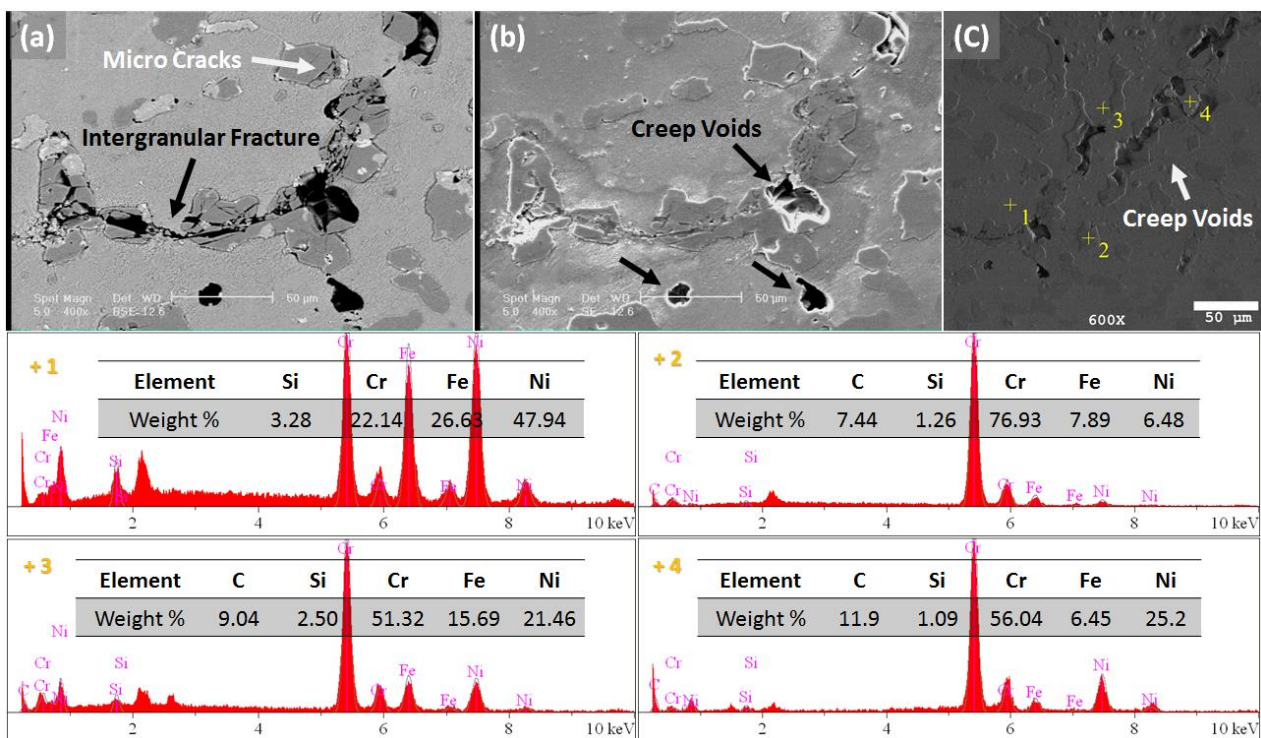 (a)
Micro Cracks
Intergranular Fracture
Spot Magn Det WD 50 µm
5.0 400x BSE 12.6
(b)
Creep Voids
Spot Magn Det WD 50 µm
5.0 400x 12.6
(C)
3
4
1
2
Creep Voids
600X 50 µm
+ 1
Element Si Cr Fe Ni
Weight % 3.28 22.14 26.63 47.94
Cr
Fe
Ni
Ni
Fe
Cr
Si
Cr
Cr
Fe
Ni
2 4 6 8 10 keV
+ 2
Element C Si Cr Fe Ni
Weight % 7.44 1.26 76.93 7.89 6.48
Cr
Cr Si
C Cr Ni Si Cr Fe Fe Ni Ni
2 4 6 8 10 keV
+ 3
Element C Si Cr Fe Ni
Weight % 9.04 2.50 51.32 15.69 21.46
Cr
Ni
Cr Si
C Cr Si Cr Fe Fe Ni Ni
2 4 6 8 10 keV
+ 4
Element C Si Cr Fe Ni
Weight % 11.9 1.09 56.04 6.45 25.2
Cr
Cr Si
C Cr Ni Si Cr Fe Fe Ni Ni
2 4 6 8 10 keV